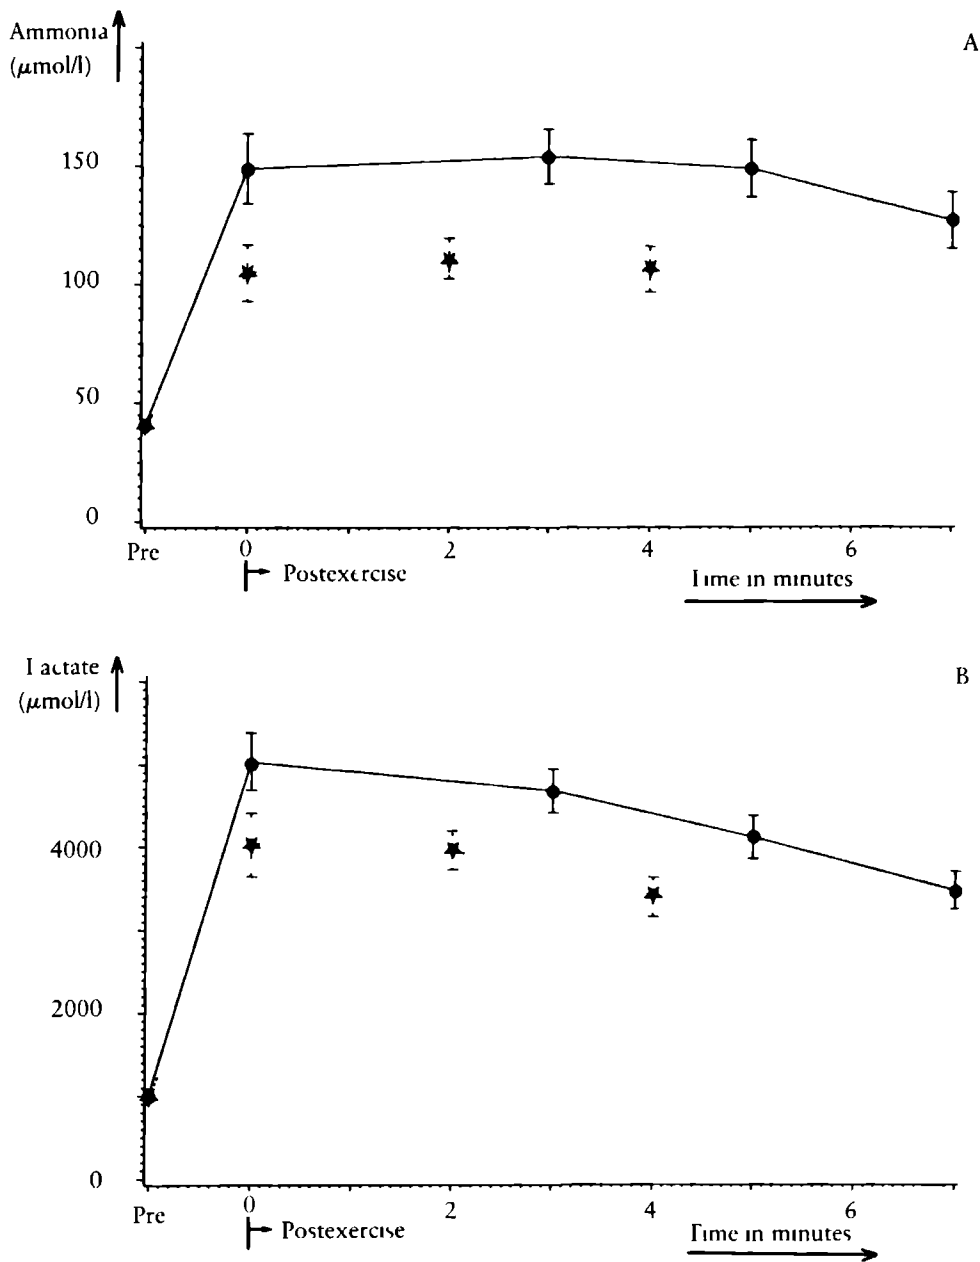 Ammonia
(μmol/l)
A
150
100
50
0
Pre 0 2 4 6
Postexercise
Time in minutes
Lactate
(μmol/l)
B
4000
2000
0
Pre 0 2 4 6
Postexercise
Time in minutes